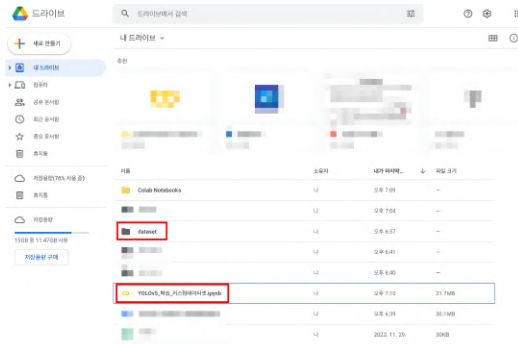 드라이브
드라이브에서 검색
새로 만들기
내 드라이브
내 드라이브
컴퓨터
추천
공유 문서함
최근 문서함
중요 문서함
휴지통
저장용량(76% 사용 중)
이름 소유자 내가 마지막... 파일 크기
휴지통
Colab Notebooks 나 오후 7:09 –
나 오후 7:04 –
저장용량
dataset 나 오후 6:57 –
15GB 중 11.47GB 사용
나 오후 6:41 –
저장용량 구매
나 오후 6:40 –
YOLOv5_학습_커스텀데이터셋.ipynb 나 오후 7:10 21.7MB
나 오후 6:39 30.1MB
나 2022. 11. 29. 30KB